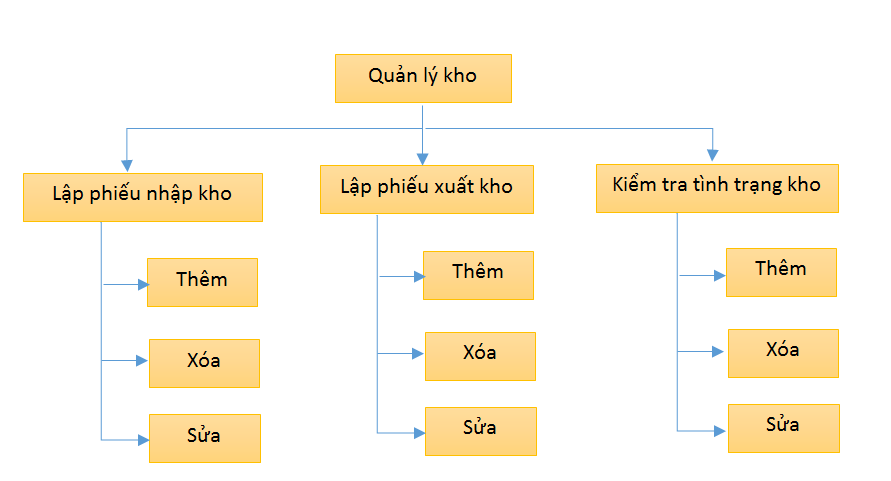 Quản lý kho
Lập phiếu nhập kho
Lập phiếu xuất kho
Kiểm tra tình trạng kho
Thêm
Thêm
Thêm
Xóa
Xóa
Xóa
Sửa
Sửa
Sửa